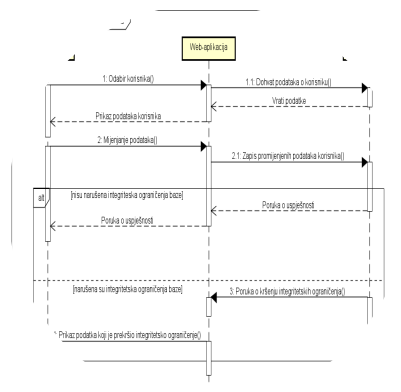 Web-aplikacija
1: Odabir korisnika()
1.1: Dohvat podataka o korisniku()
Vrati podatke
Prikaz podataka korisnika
2: Mijenjanje podataka()
2.1: Zapis promijenjenih podataka korisnika()
alt
[nisu narušena integriteska ograničenja baze]
Poruka o uspješnosti
Poruka o uspješnosti
[narušena su integritetska ograničenja baze]
3: Poruka o kršenju integritetskih ograničenja()
Prikaz podatka koji je prekršio integritetsko ograničenje()